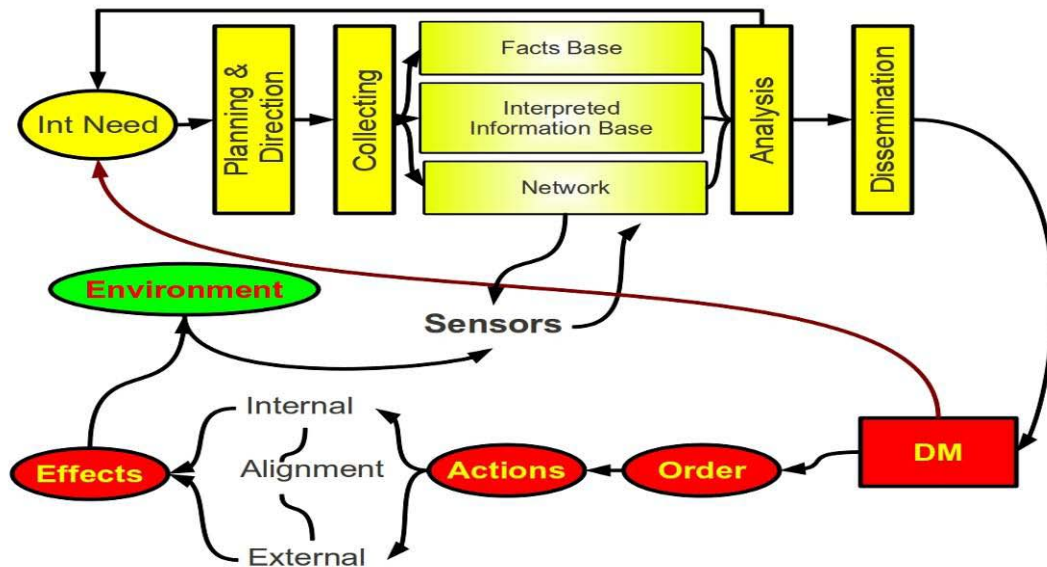 Facts Base
Int Need
Planning &
Direction
Collecting
Interpreted
Information Base
Analysis
Dissemination
Network
Environment
Sensors
Internal
Effects
Alignment
Actions
Order
DM
External